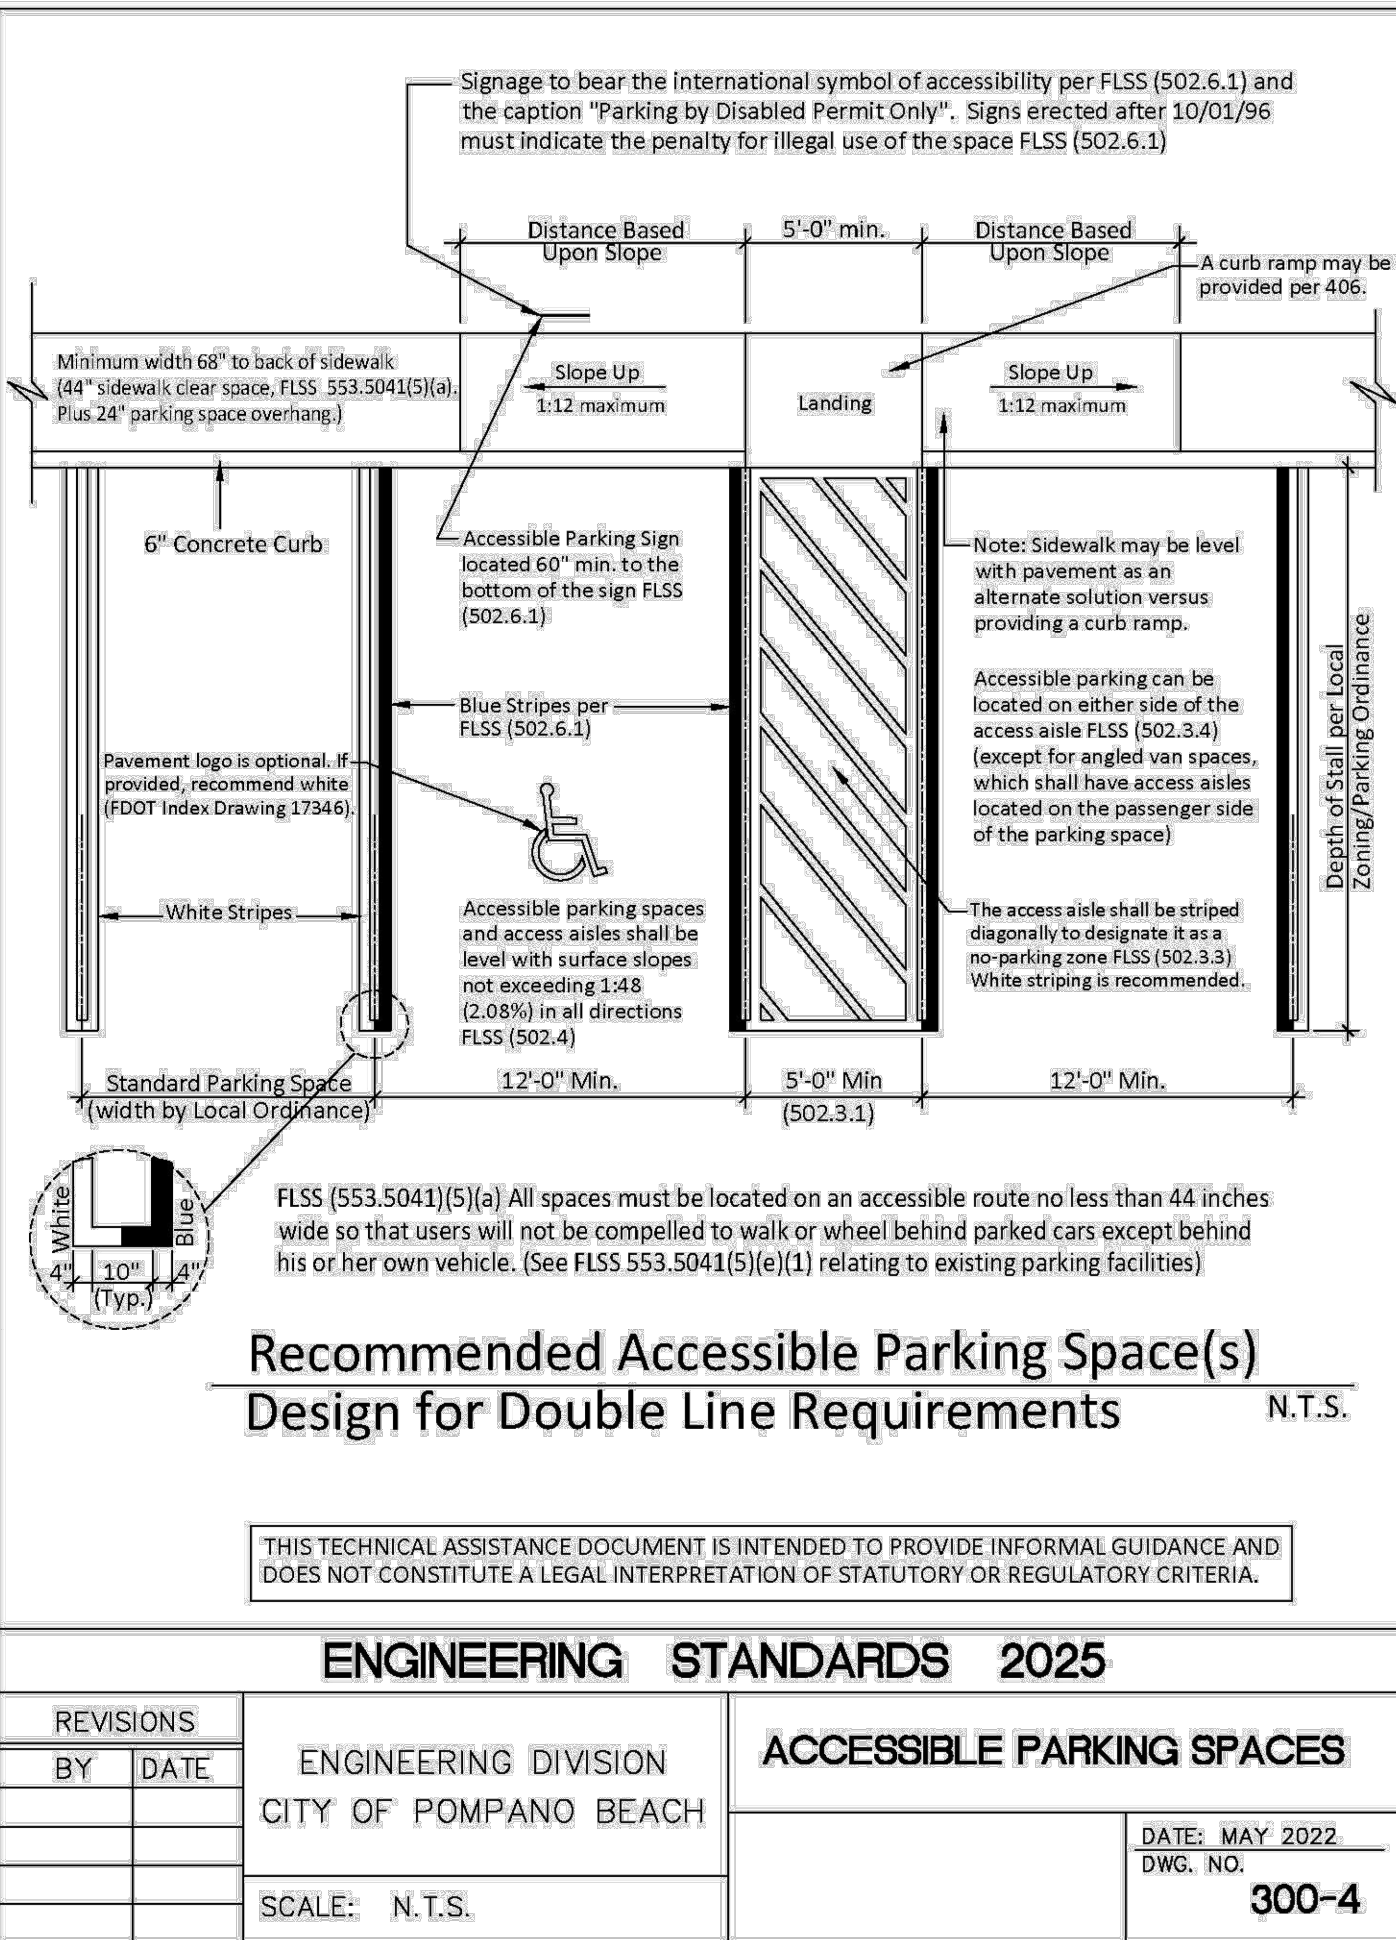 Signage to bear the international symbol of accessibility per FLSS (502.6.1) and
the caption "Parking by Disabled Permit Only".  Signs erected after 10/01/96
must indicate the penalty for illegal use of the space FLSS (502.6.1)
Distance Based
Upon Slope
5'-0" min.
Distance Based
Upon Slope
A curb ramp may be
provided per 406.
Minimum width 68" to back of sidewalk
(44" sidewalk clear space, FLSS  553.5041(5)(a).
Plus 24" parking space overhang.)
Slope Up
1:12 maximum
Landing
Slope Up
1:12 maximum
6" Concrete Curb
Accessible Parking Sign
located 60" min. to the
bottom of the sign FLSS
(502.6.1)
Note: Sidewalk may be level
with pavement as an
alternate solution versus
providing a curb ramp.
Blue Stripes per
FLSS (502.6.1)
Accessible parking can be
located on either side of the
access aisle FLSS (502.3.4)
(except for angled van spaces,
which shall have access aisles
located on the passenger side
of the parking space)
Depth of Stall per Local
Zoning/Parking Ordinance
Pavement logo is optional. If
provided, recommend white
(FDOT Index Drawing 17346).
White Stripes
Accessible parking spaces
and access aisles shall be
level with surface slopes
not exceeding 1:48
(2.08%) in all directions
FLSS (502.4)
The access aisle shall be striped
diagonally to designate it as a
no-parking zone FLSS (502.3.3)
White striping is recommended.
Standard Parking Space
(width by Local Ordinance)
12'-0" Min.
5'-0" Min
(502.3.1)
12'-0" Min.
White
Blue
4"
10"
(Typ.)
4"
FLSS (553.5041)(5)(a) All spaces must be located on an accessible route no less than 44 inches
wide so that users will not be compelled to walk or wheel behind parked cars except behind
his or her own vehicle. (See FLSS 553.5041(5)(e)(1) relating to existing parking facilities)
Recommended Accessible Parking Space(s)
Design for Double Line Requirements
N.T.S.
THIS TECHNICAL ASSISTANCE DOCUMENT IS INTENDED TO PROVIDE INFORMAL GUIDANCE AND
DOES NOT CONSTITUTE A LEGAL INTERPRETATION OF STATUTORY OR REGULATORY CRITERIA.
ENGINEERING STANDARDS 2025
REVISIONS
BY DATE
ENGINEERING DIVISION
CITY OF POMPANO BEACH
SCALE: N.T.S.
ACCESSIBLE PARKING SPACES
DATE: MAY 2022
DWG. NO.
300-4